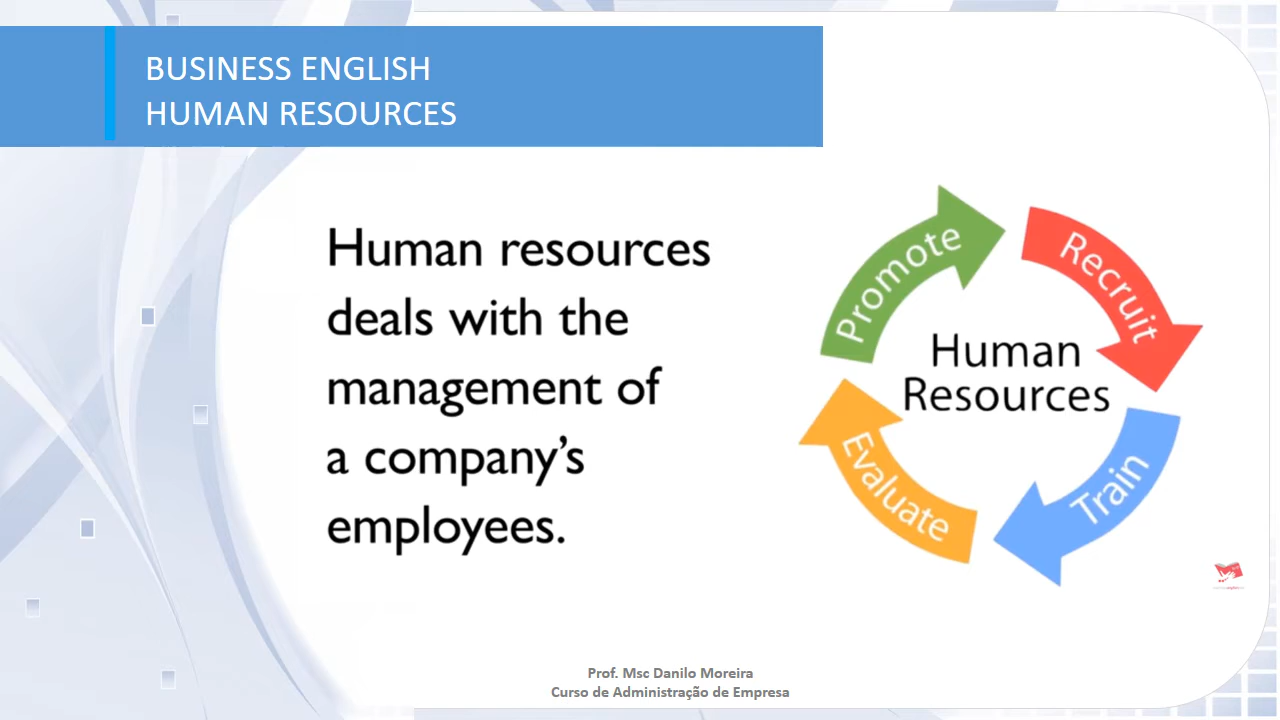 BUSINESS ENGLISH
HUMAN RESOURCES
Human resources
deals with the
management of
a company’s
employees.
Promote
Recruit
Human
Resources
Evaluate
Train
Prof. Msc Danilo Moreira
Curso de Administração de Empresa